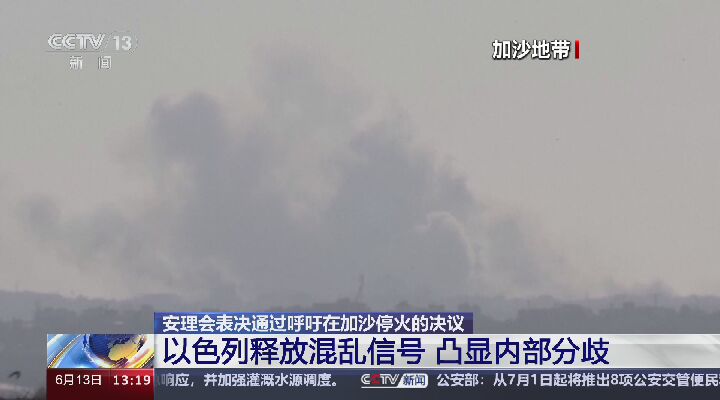 CCTV 13
新闻
加沙地带
安理会表决通过呼吁在加沙停火的决议
以色列释放混乱信号 凸显内部分歧
6月13日 13:19 响应,并加强灌溉水源调度。 CCTV 新闻 公安部:从7月1日起将推出8项公安交管便民